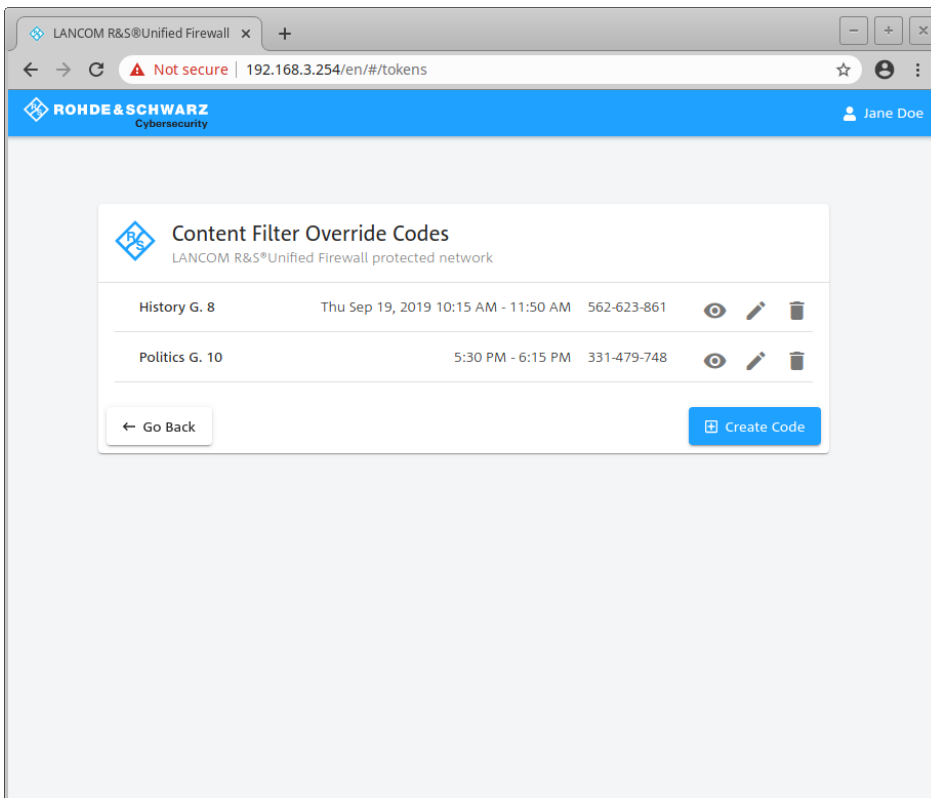 LANCOM R&S®Unified Firewall
Not secure | 192.168.3.254/en/#/tokens
ROHDE&SCHWARZ
Cybersecurity
Jane Doe
R S
Content Filter Override Codes
LANCOM R&S®Unified Firewall protected network
History G. 8 Thu Sep 19, 2019 10:15 AM - 11:50 AM 562-623-861
Politics G. 10 5:30 PM - 6:15 PM 331-479-748
← Go Back
Create Code